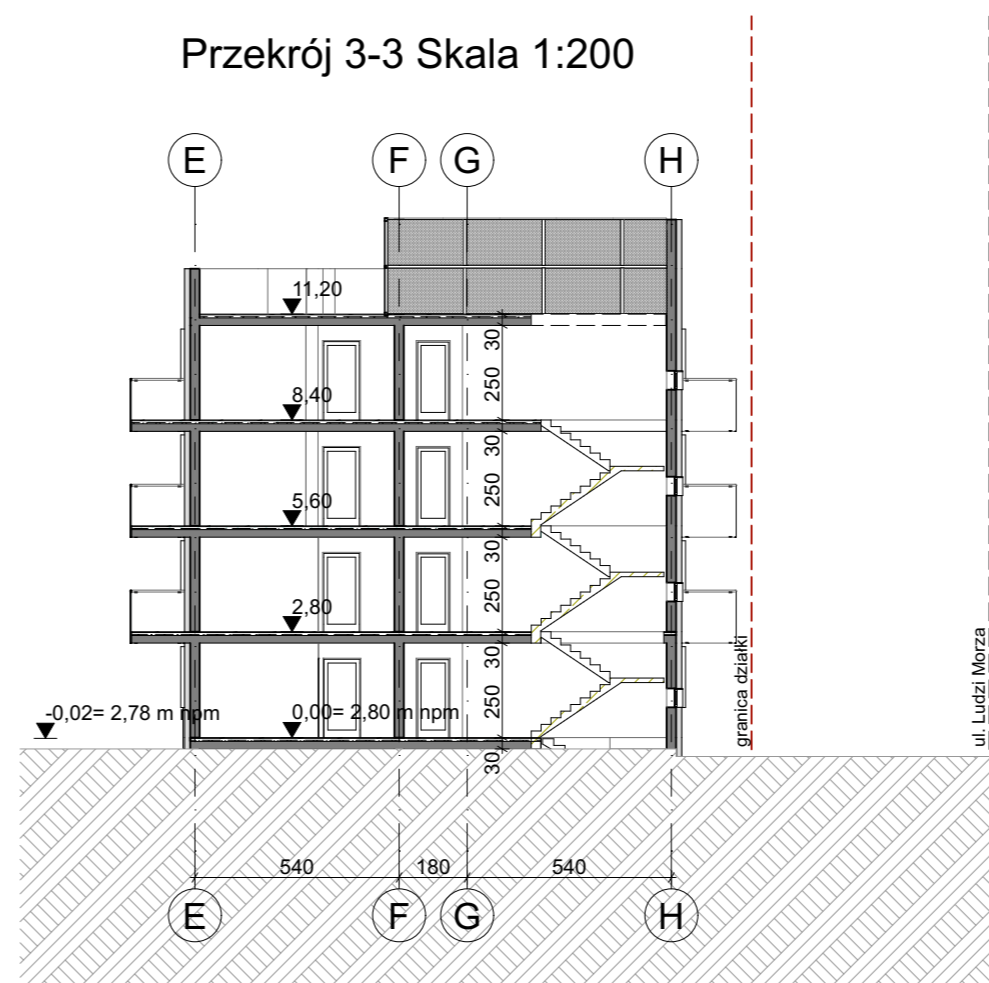 Przekrój 3-3 Skala 1:200
E F G H
11,20
30
250
8,40
30
250
5,60
30
250
2,80
30
250
-0,02= 2,78 m npm
0,00= 2,80 m npm
30
granica działki
ul. Ludzi Morza
540 180 540
E F G H